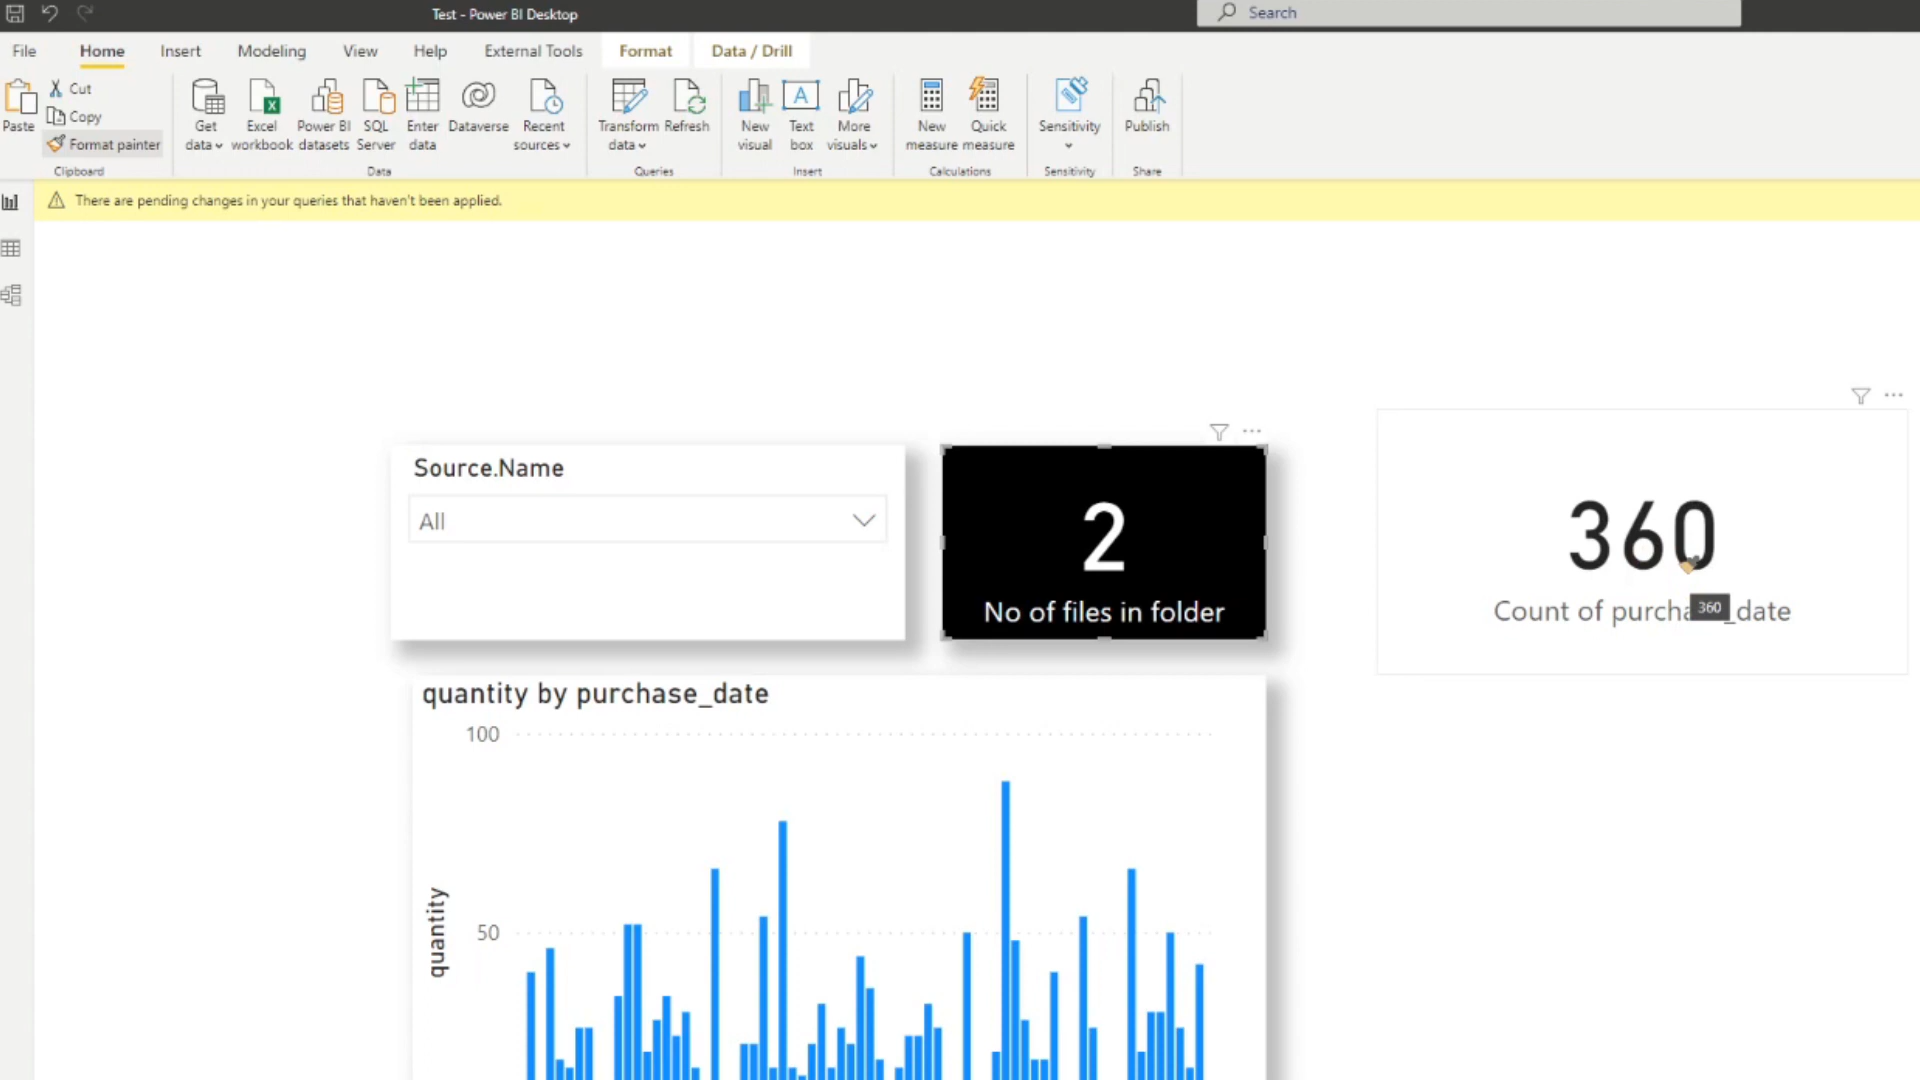 Test - Power BI Desktop
Search
File Home Insert Modeling View Help External Tools Format Data / Drill
Paste
Cut
Copy
Format painter
Clipboard
Get data
Excel workbook
Power BI datasets
SQL Server
Enter data
Dataverse
Recent sources
Data
Transform data
Refresh
Queries
New visual
A
Text box
More visuals
Insert
New measure
Quick measure
Calculations
Sensitivity
Sensitivity
Publish
Share
There are pending changes in your queries that haven't been applied.
Source.Name
All
2
No of files in folder
360
360
Count of purcha _date
quantity by purchase_date
100
50
quantity